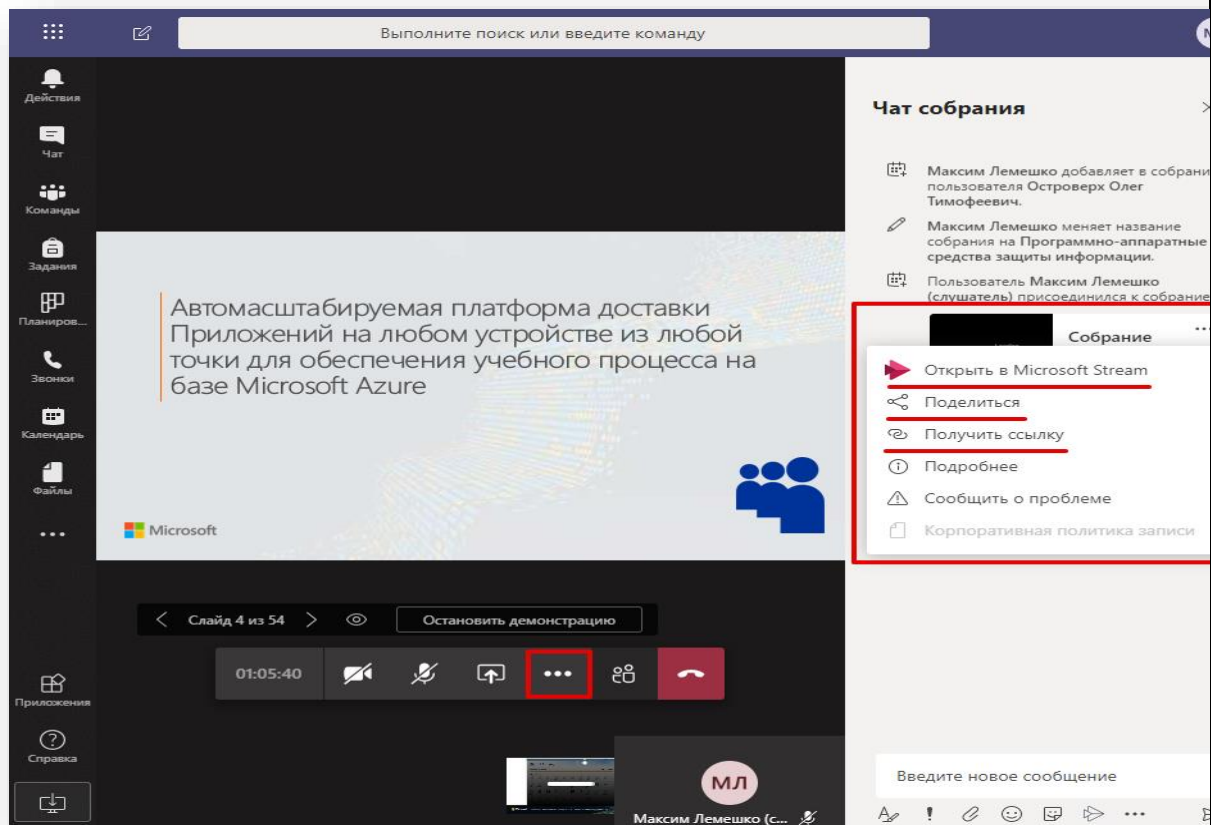 Выполните поиск или введите команду
Действия
Чат
Команды
Задания
Планиров...
Звонки
Календарь
Файлы
Приложения
Справка
Автомасштабируемая платформа доставки
Приложений на любом устройстве из любой
точки для обеспечения учебного процесса на
базе Microsoft Azure
Microsoft
Слайд 4 из 54
Остановить демонстрацию
01:05:40
МЛ
Максим Лемешко (с...
Чат собрания
Максим Лемешко добавляет в собрани
пользователя Островерх Олег
Тимофеевич.
Максим Лемешко меняет название
собрания на Программно-аппаратные
средства защиты информации.
Пользователь Максим Лемешко
(слушатель) присоединился к собрание
Собрание
Открыть в Microsoft Stream
Поделиться
Получить ссылку
Подробнее
Сообщить о проблеме
Корпоративная политика записи
Введите новое сообщение